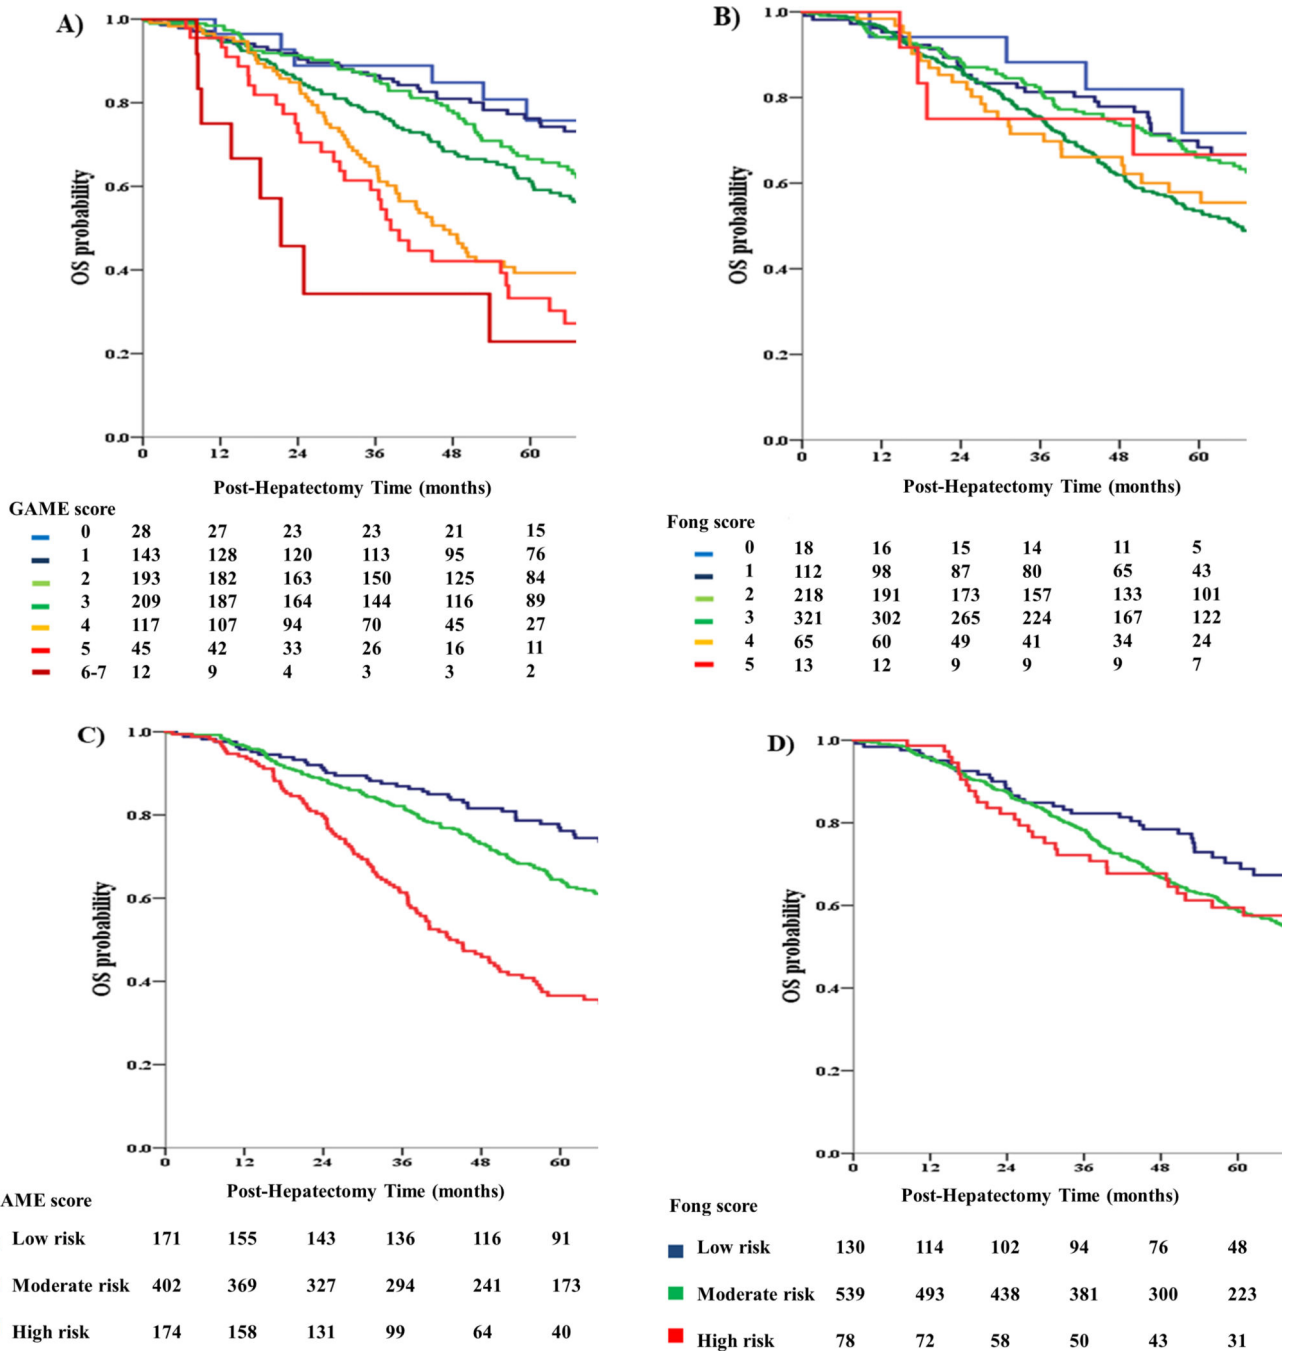 A)
1.0
0.8
0.6
0.4
0.2
0.0
OS probability
0 12 24 36 48 60
Post-Hepatectomy Time (months)
GAME score
0 28 27 23 23 21 15
1 143 128 120 113 95 76
2 193 182 163 150 125 84
3 209 187 164 144 116 89
4 117 107 94 70 45 27
5 45 42 33 26 16 11
6-7 12 9 4 3 3 2
B)
1.0
0.8
0.6
0.4
0.2
0.0
OS probability
0 12 24 36 48 60
Post-Hepatectomy Time (months)
Fong score
0 18 16 15 14 11 5
1 112 98 87 80 65 43
2 218 191 173 157 133 101
3 321 302 265 224 167 122
4 65 60 49 41 34 24
5 13 12 9 9 9 7
C)
1.0
0.8
0.6
0.4
0.2
0.0
OS probability
0 12 24 36 48 60
Post-Hepatectomy Time (months)
AME score
Low risk 171 155 143 136 116 91
Moderate risk 402 369 327 294 241 173
High risk 174 158 131 99 64 40
D)
1.0
0.8
0.6
0.4
0.2
0.0
OS probability
0 12 24 36 48 60
Post-Hepatectomy Time (months)
Fong score
Low risk 130 114 102 94 76 48
Moderate risk 539 493 438 381 300 223
High risk 78 72 58 50 43 31